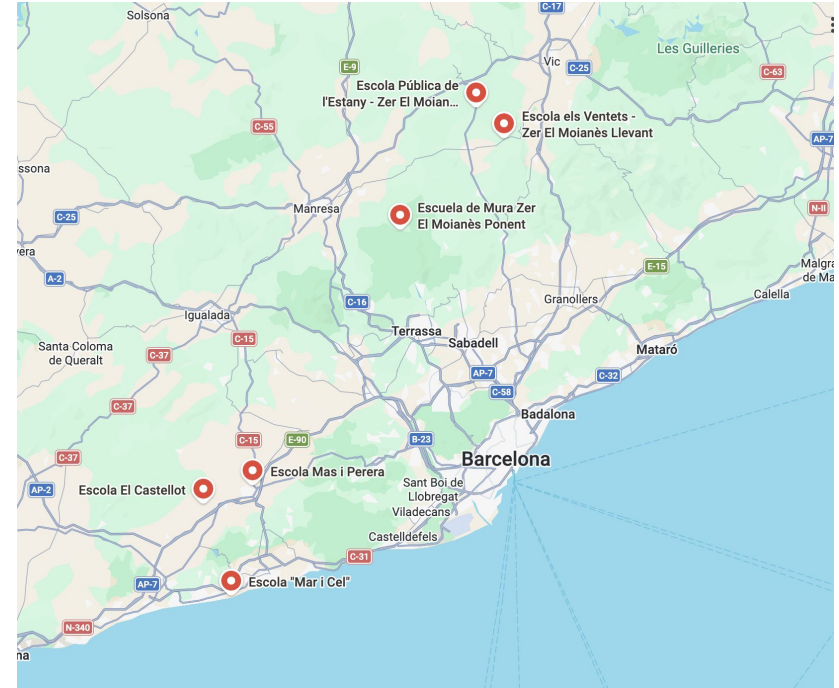 C-17
Solsona
Les Guilleries
Vic
E-9
C-25
C-63
Escola Pública de
l'Estany - Zer El Moian...
Escola els Ventets -
Zer El Moianès Llevant
C-55
AP-7
ssona
Manresa
Escuela de Mura Zer
El Moianès Ponent
N-II
C-25
vera
E-15
Malgra
de Ma
A-2
Calella
C-16
Granollers
Igualada
Terrassa
C-15
Sabadell
Santa Coloma
de Queralt
C-37
Mataró
AP-7
C-32
C-58
C-37
Badalona
C-15
E-90
B-23
C-37
Barcelona
Escola Mas i Perera
AP-2
Escola El Castellot
Sant Boi de
Llobregat
Viladecans
Castelldefels
C-31
AP-7
Escola "Mar i Cel"
N-340
na